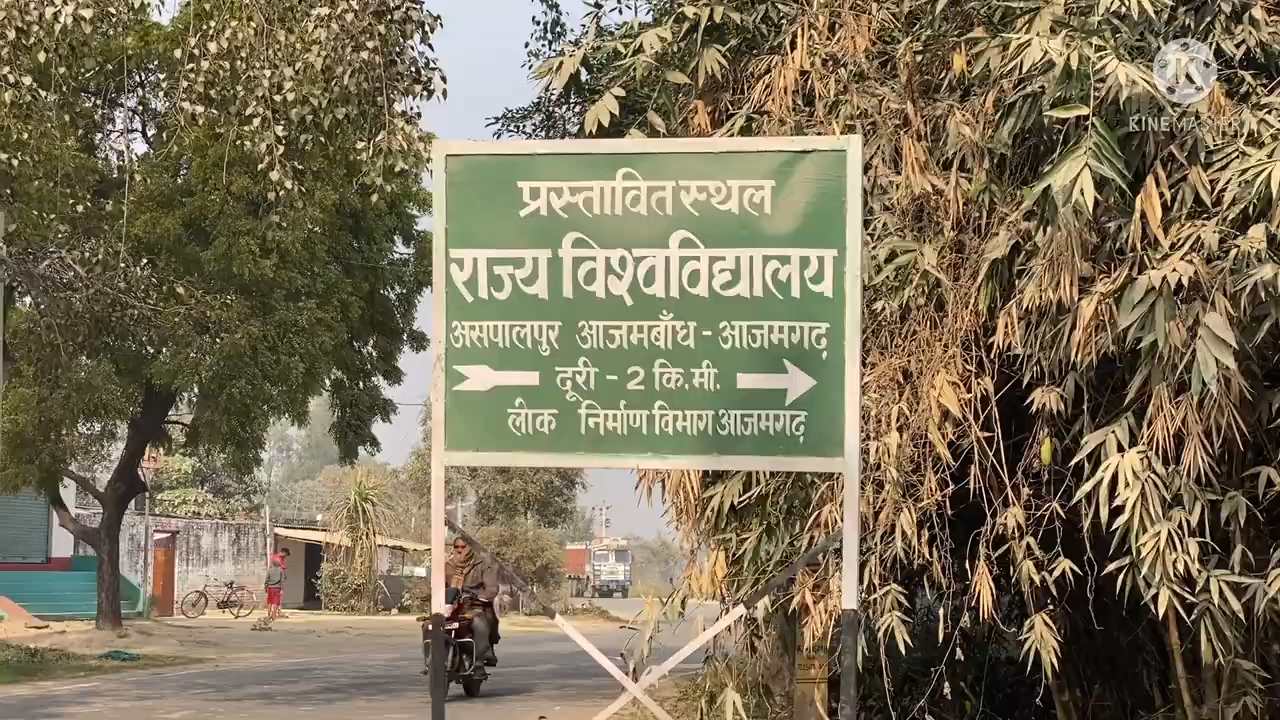 प्रस्तावित स्थल
राज्य विश्वविद्यालय
असपालपुर आजमबाँध - आजमगढ़
दूरी - 2 कि.मी.
लोक निर्माण विभाग आजमगढ़
KINEMASTER